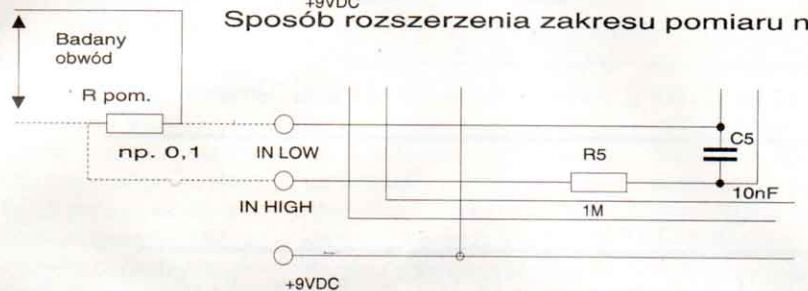 +9VDC
Sposób rozszerzenia zakresu pomiaru n
Badany
obwód
R pom.
np. 0,1
IN LOW
R5
C5
10nF
IN HIGH
1M
+9VDC